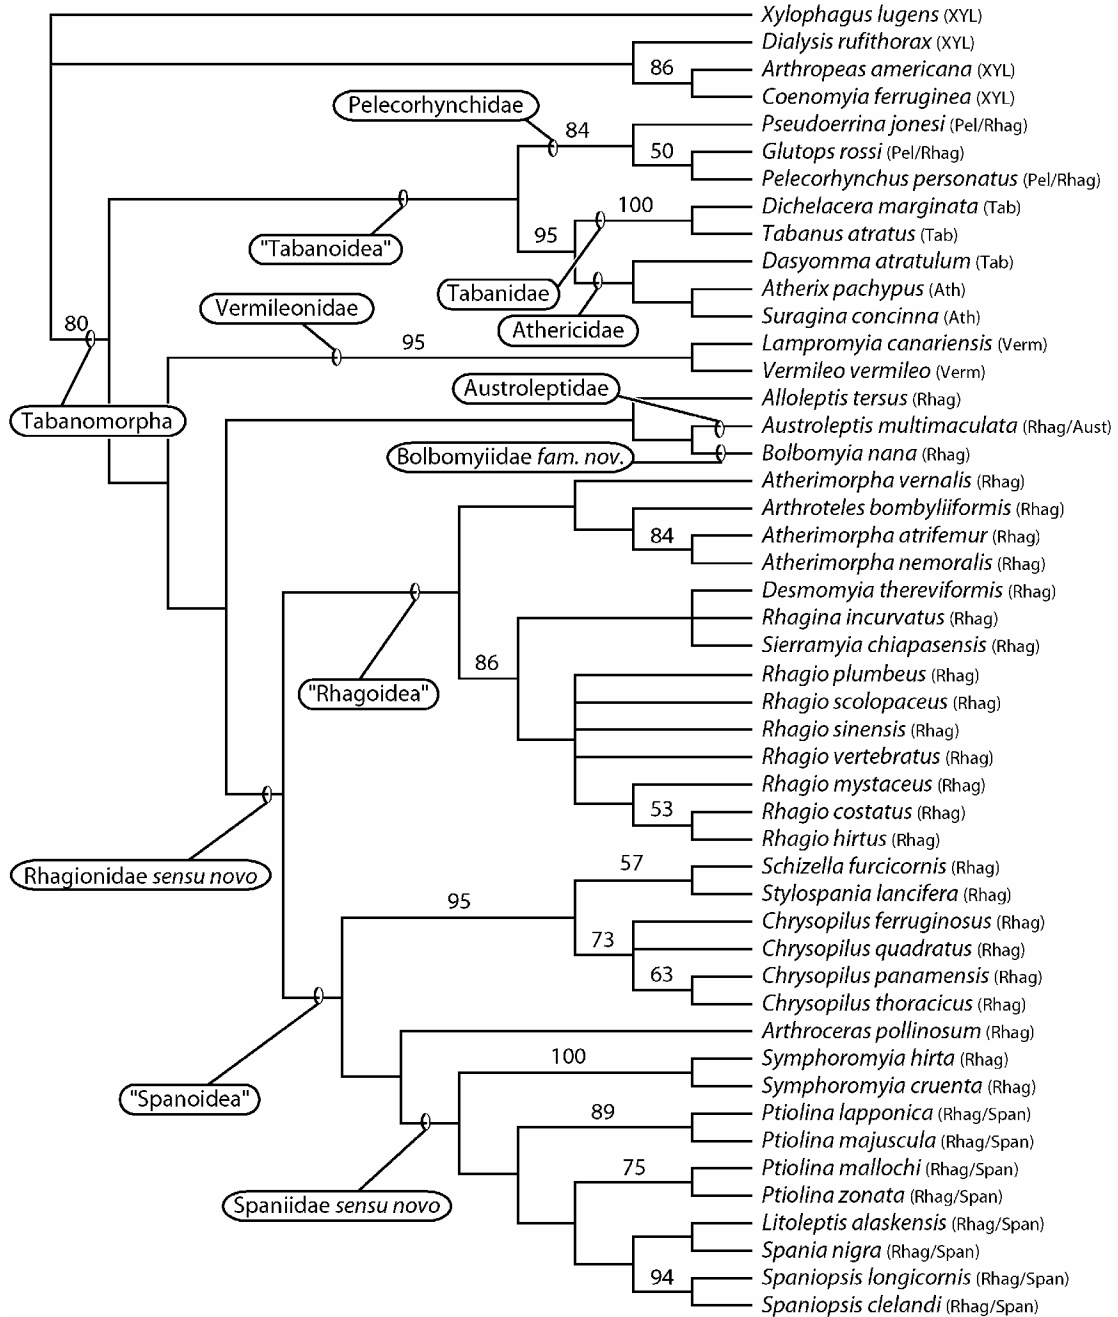 Xylophagus lugens (XYL)
Dialysis rufithorax (XYL)
86
Arthropeas americana (XYL)
Coenomyia ferruginea (XYL)
Pelecorhynchidae
84
Pseudoerrina jonesi (Pel/Rhag)
50
Glutops rossi (Pel/Rhag)
Pelecorhynchus personatus (Pel/Rhag)
100
Dichelacera marginata (Tab)
"Tabanoidea"
95
Tabanus atratus (Tab)
Dasyomma atratulum (Tab)
Tabanidae
Atherix pachypus (Ath)
Vermileonidae
Suragina concinna (Ath)
80
Athericidae
95
Lampromyia canariensis (Verm)
Vermileo vermileo (Verm)
Austroleptidae
Alloleptis tersus (Rhag)
Tabanomorpha
Austroleptis multimaculata (Rhag/Aust)
Bolbomyiidae fam. nov.
Bolbomyia nana (Rhag)
Atherimorpha vernalis (Rhag)
Arthroteles bombyliiformis (Rhag)
84
Atherimorpha atrifemur (Rhag)
Atherimorpha nemoralis (Rhag)
Desmomyia thereviformis (Rhag)
Rhagina incurvatus (Rhag)
Sierramyia chiapasensis (Rhag)
86
Rhagio plumbeus (Rhag)
"Rhagoidea"
Rhagio scolopaceus (Rhag)
Rhagio sinensis (Rhag)
Rhagio vertebratus (Rhag)
Rhagio mystaceus (Rhag)
53
Rhagio costatus (Rhag)
Rhagio hirtus (Rhag)
Rhagionidae sensu novo
57
Schizella furcicornis (Rhag)
Stylospania lancifera (Rhag)
95
Chrysopilus ferruginosus (Rhag)
73
Chrysopilus quadratus (Rhag)
63
Chrysopilus panamensis (Rhag)
Chrysopilus thoracicus (Rhag)
Arthroceras pollinosum (Rhag)
100
Symphoromyia hirta (Rhag)
"Spanoidea"
Symphoromyia cruenta (Rhag)
89
Ptiolina lapponica (Rhag/Span)
Ptiolina majuscula (Rhag/Span)
75
Ptiolina mallochi (Rhag/Span)
Spaniidae sensu novo
Ptiolina zonata (Rhag/Span)
Litoleptis alaskensis (Rhag/Span)
Spania nigra (Rhag/Span)
94
Spaniopsis longicornis (Rhag/Span)
Spaniopsis clelandi (Rhag/Span)